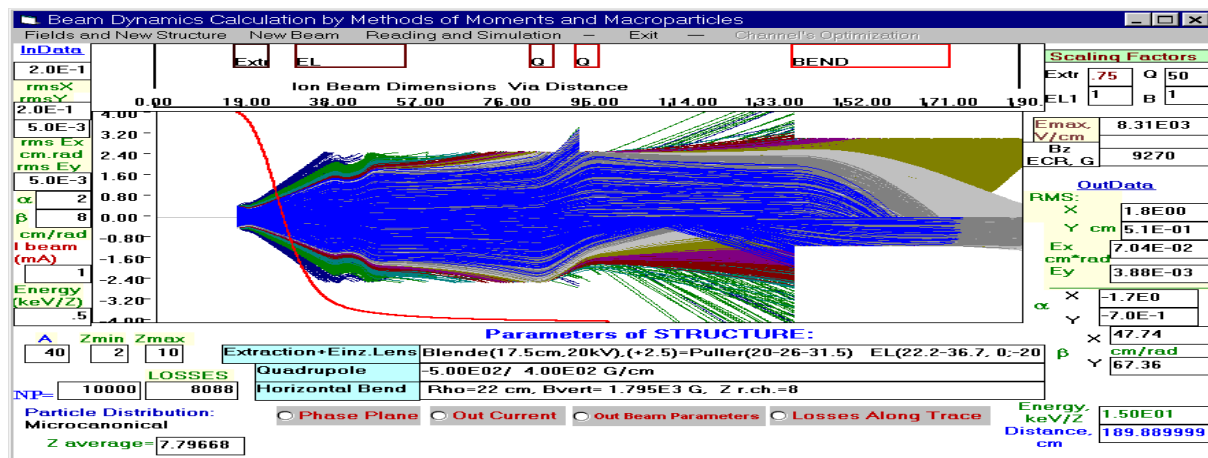 Beam Dynamics Calculation by Methods of Moments and Macroparticles
Fields and New Structure New Beam Reading and Simulation – Exit — Channel's Optimization
InData
2.0E-1
rmsX
rmsY
2.0E-1
5.0E-3
rms Ex
cm.rad
rms Ey
5.0E-3
α 2
β 8
cm/rad
I beam
(mA)
1
Energy
(keV/Z)
.5
Extr EL Q Q BEND
Ion Beam Dimensions Via Distance
0.00 19.00 38.00 57.00 76.00 95.00 114.00 133.00 152.00 171.00 190.
4.00
3.20
2.40
1.60
0.80
0.00
-0.80
-1.60
-2.40
-3.20
-4.00
Scaling Factors
Extr .75 Q 50
EL1 1 B 1
Emax, V/cm 8.31E03
Bz ECR, G 9270
OutData
RMS:
X 1.8E00
Y cm 5.1E-01
Ex 7.04E-02
cm*rad
Ey 3.88E-03
α X -1.7E0
Y -7.0E-1
X 47.74
β cm/rad
Y 67.36
Parameters of STRUCTURE:
A Zmin Zmax
40 2 10
Extraction+Einz.Lens Blende(17.5cm,20kV),(+2.5)=Puller(20-26-31.5) EL(22.2-36.7, 0;-20
Quadrupole -5.00E02/ 4.00E02 G/cm
Horizontal Bend Rho=22 cm, Bvert= 1.795E3 G, Z r.ch.=8
LOSSES
NP= 10000 8088
Particle Distribution:
Microcanonical
Z average= 7.79668
Phase Plane Out Current Out Beam Parameters Losses Along Trace
Energy, keV/Z 1.50E01
Distance, cm 189.889999